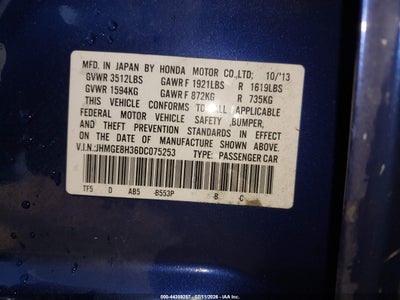 MFD. IN JAPAN BY HONDA MOTOR CO.,LTD. 10/'13
GVWR 3512LBS GAWR F 1921LBS R 1619LBS
GVWR 1594KG GAWR F 872KG R 735KG
THIS VEHICLE CONFORMS TO ALL APPLICABLE
FEDERAL MOTOR VEHICLE SAFETY ,BUMPER,
AND THEFT PREVENTION STANDARDS IN EFFECT
ON THE DATE OF MANUFACTURE SHOWN ABOVE.
V.I.N.:JHMGE8H36DC075253 TYPE: PASSENGER CAR
TF5 D AB5 B553P B C
000-44309267 - 02/11/2026 - IAA Inc.